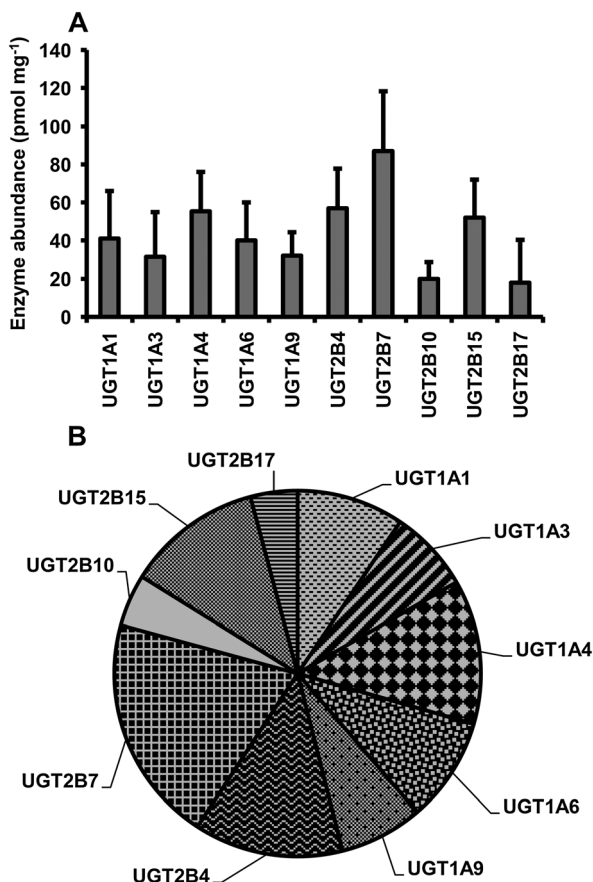 A
Enzyme abundance (pmol mg⁻¹)
140
120
100
80
60
40
20
0
UGT1A1
UGT1A3
UGT1A4
UGT1A6
UGT1A9
UGT2B4
UGT2B7
UGT2B10
UGT2B15
UGT2B17
B
UGT2B17
UGT1A1
UGT2B15
UGT1A3
UGT2B10
UGT1A4
UGT2B7
UGT1A6
UGT1A9
UGT2B4